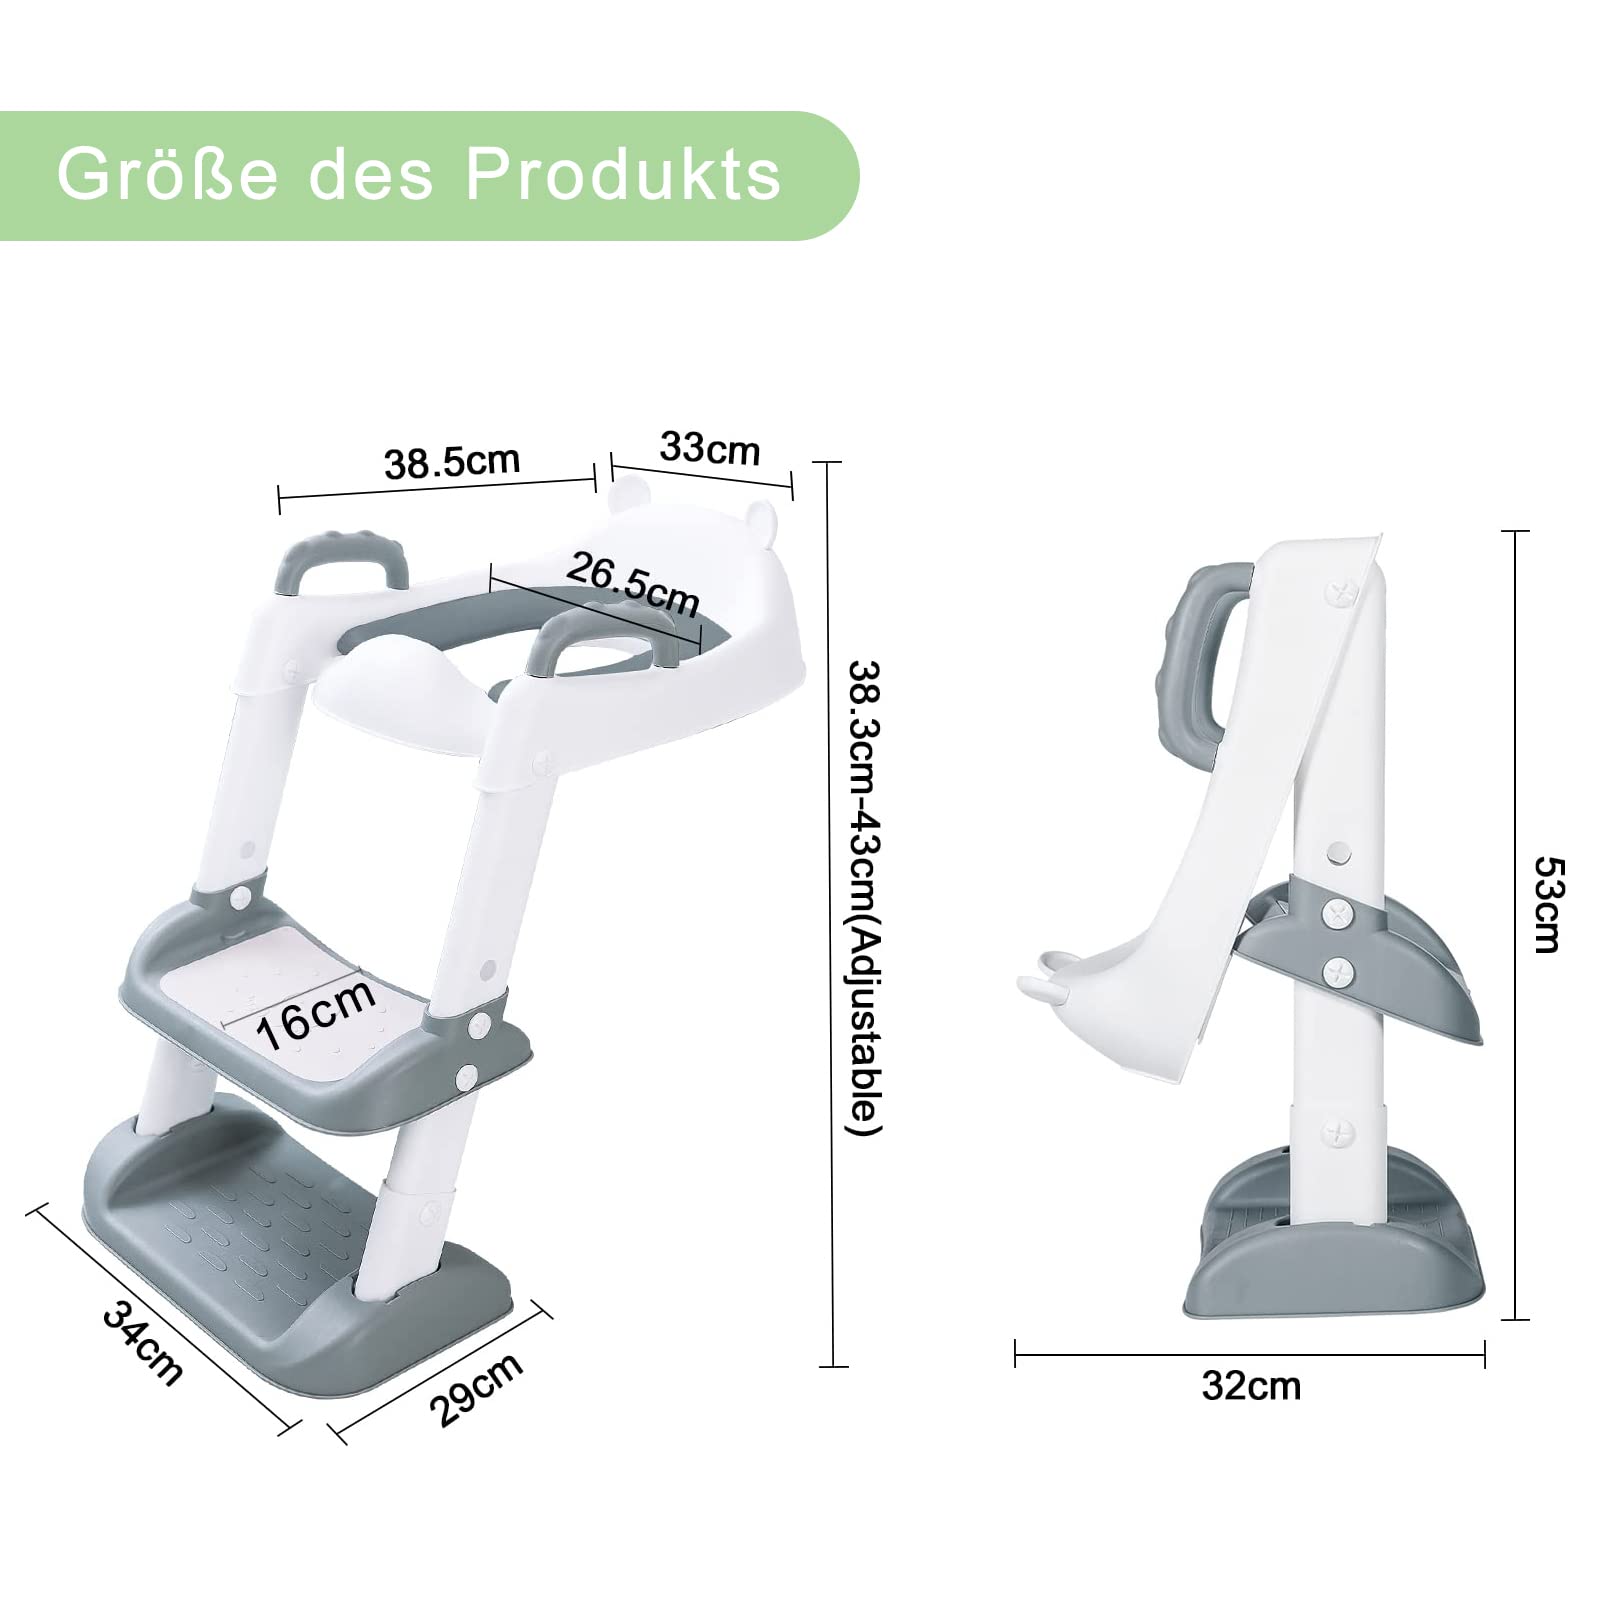 Größe des Produkts
38.5cm
33cm
26.5cm
38.3cm-43cm(Adjustable)
16cm
34cm
29cm
53cm
32cm